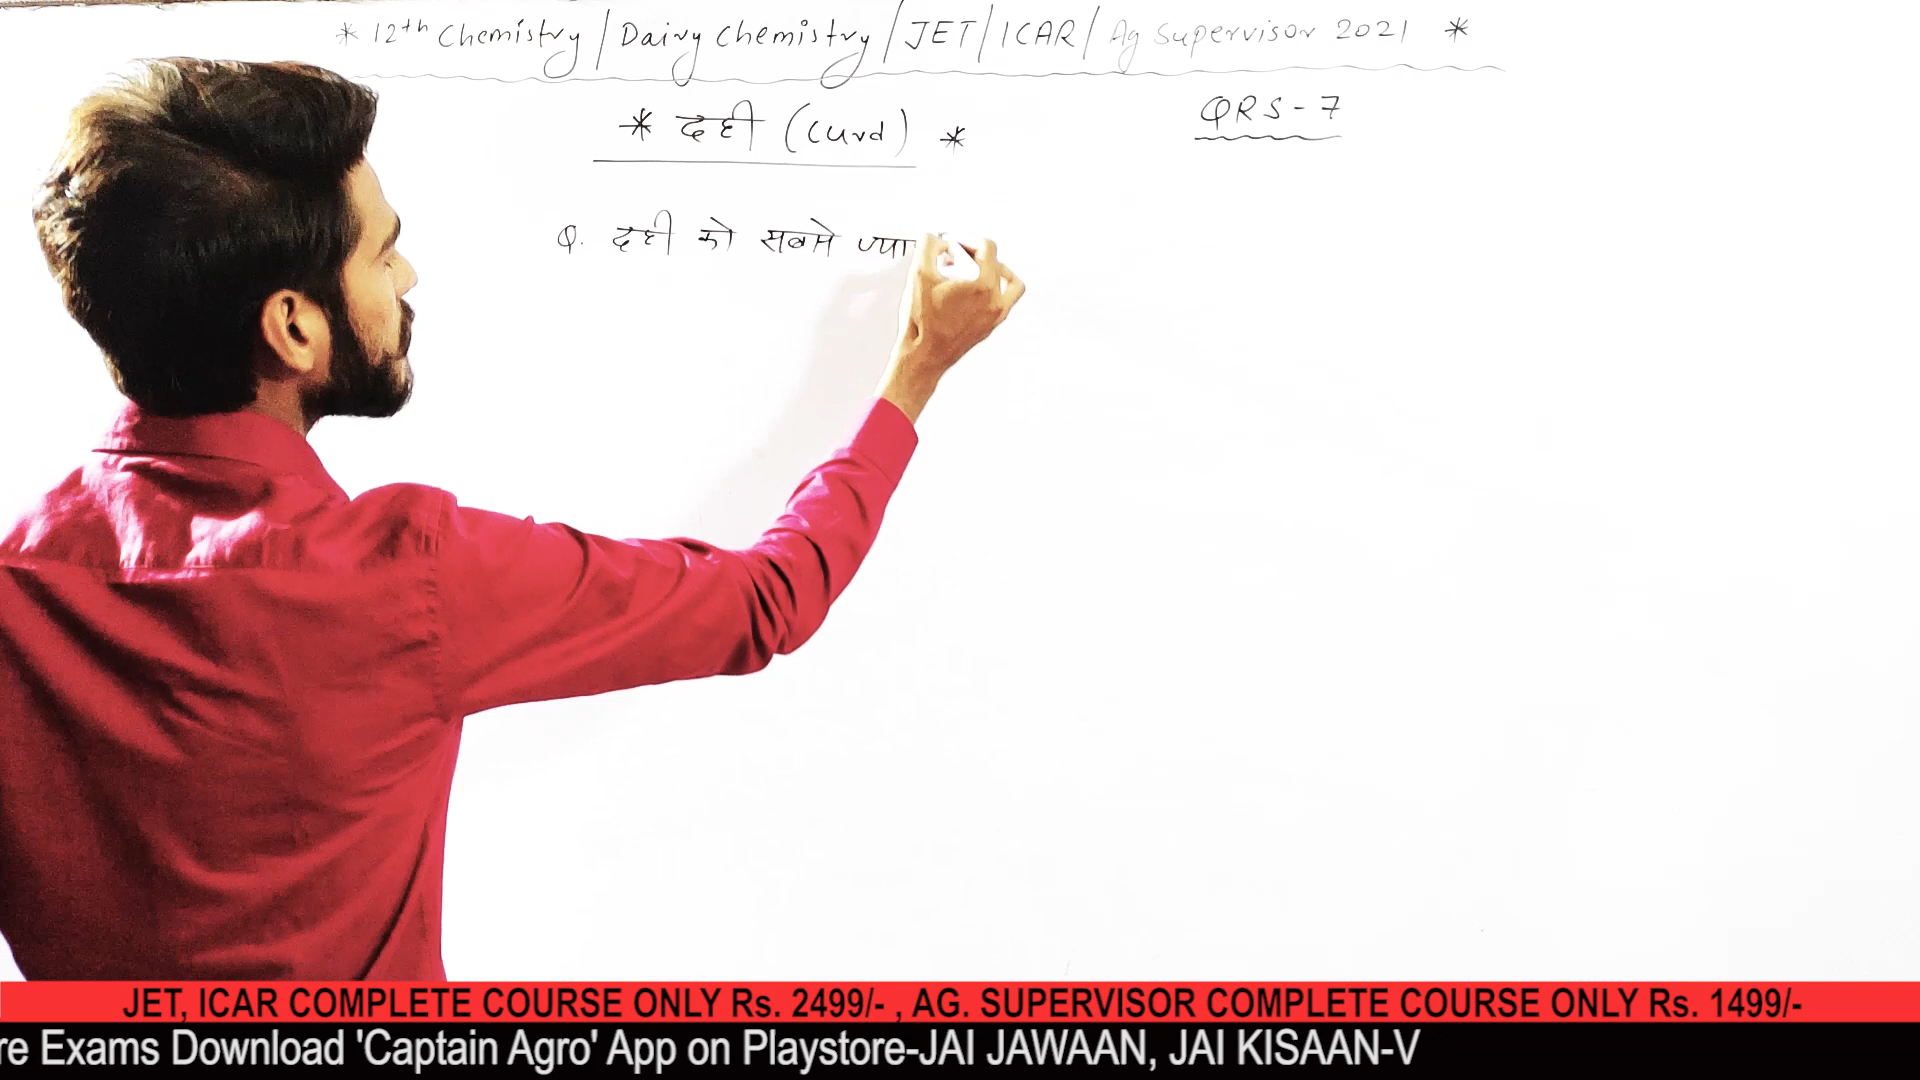 * 12th Chemistry / Dairy Chemistry / JET / ICAR / Ag Supervisor 2021 *
* दही (Curd) *
QRS - 7
Q. दही को सबसे ज्या
JET, ICAR COMPLETE COURSE ONLY Rs. 2499/- , AG. SUPERVISOR COMPLETE COURSE ONLY Rs. 1499/-
re Exams Download 'Captain Agro' App on Playstore-JAI JAWAAN, JAI KISAAN-V